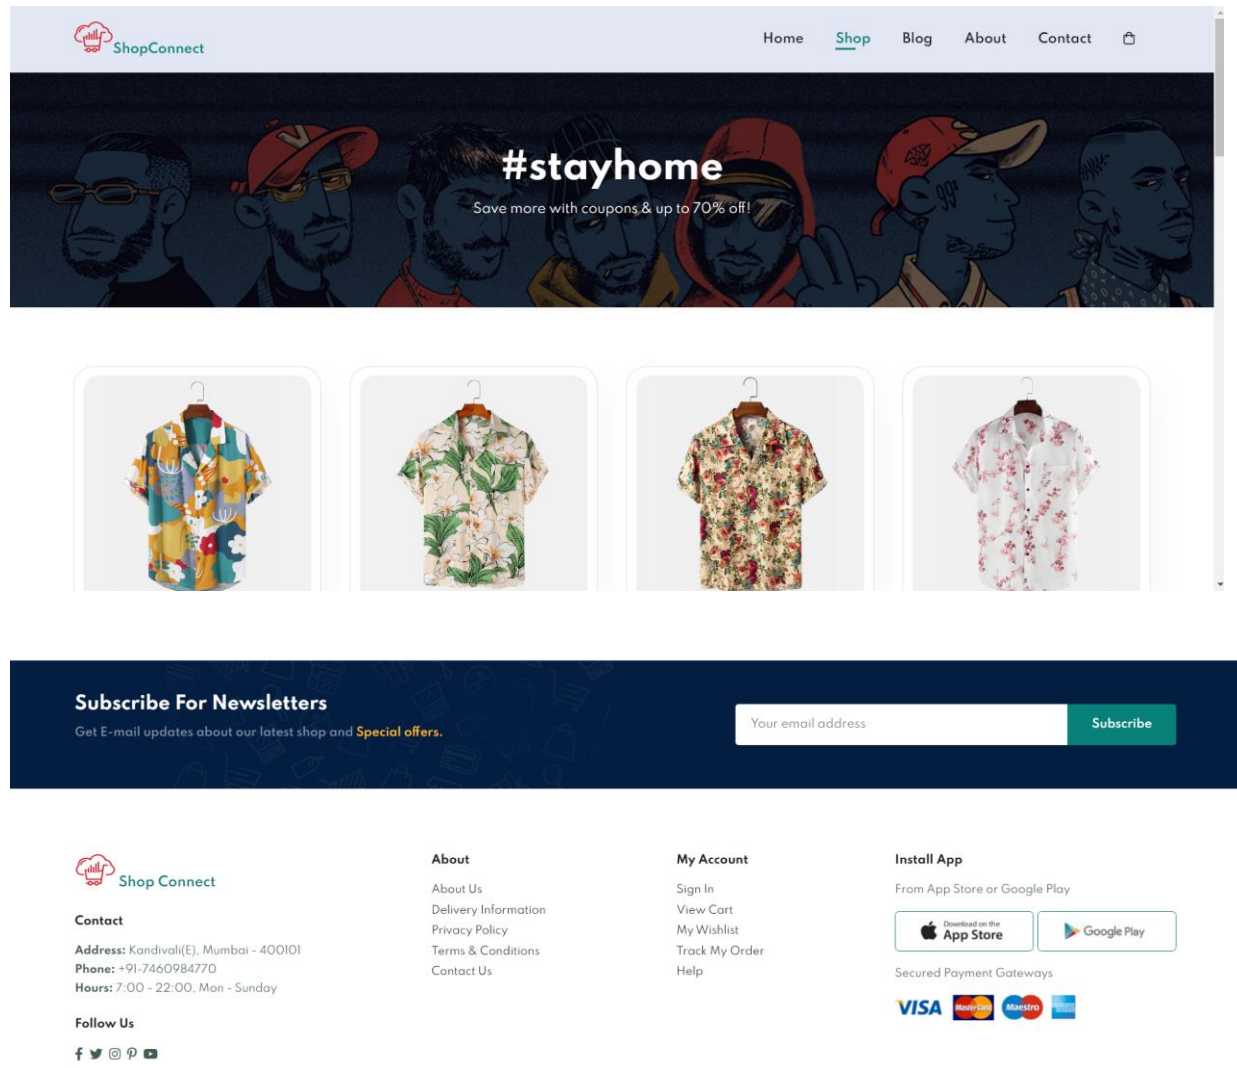 ShopConnect
Home Shop Blog About Contact
#stayhome
Save more with coupons & up to 70% off!
Subscribe For Newsletters
Get E-mail updates about our latest shop and Special offers.
Your email address
Subscribe
Shop Connect
Contact
Address: Kandivali(E), Mumbai - 400101
Phone: +91-7460984770
Hours: 7:00 - 22:00, Mon - Sunday
Follow Us
About
About Us
Delivery Information
Privacy Policy
Terms & Conditions
Contact Us
My Account
Sign In
View Cart
My Wishlist
Track My Order
Help
Install App
From App Store or Google Play
Download on the
App Store
Google Play
Secured Payment Gateways
VISA MasterCard Maestro